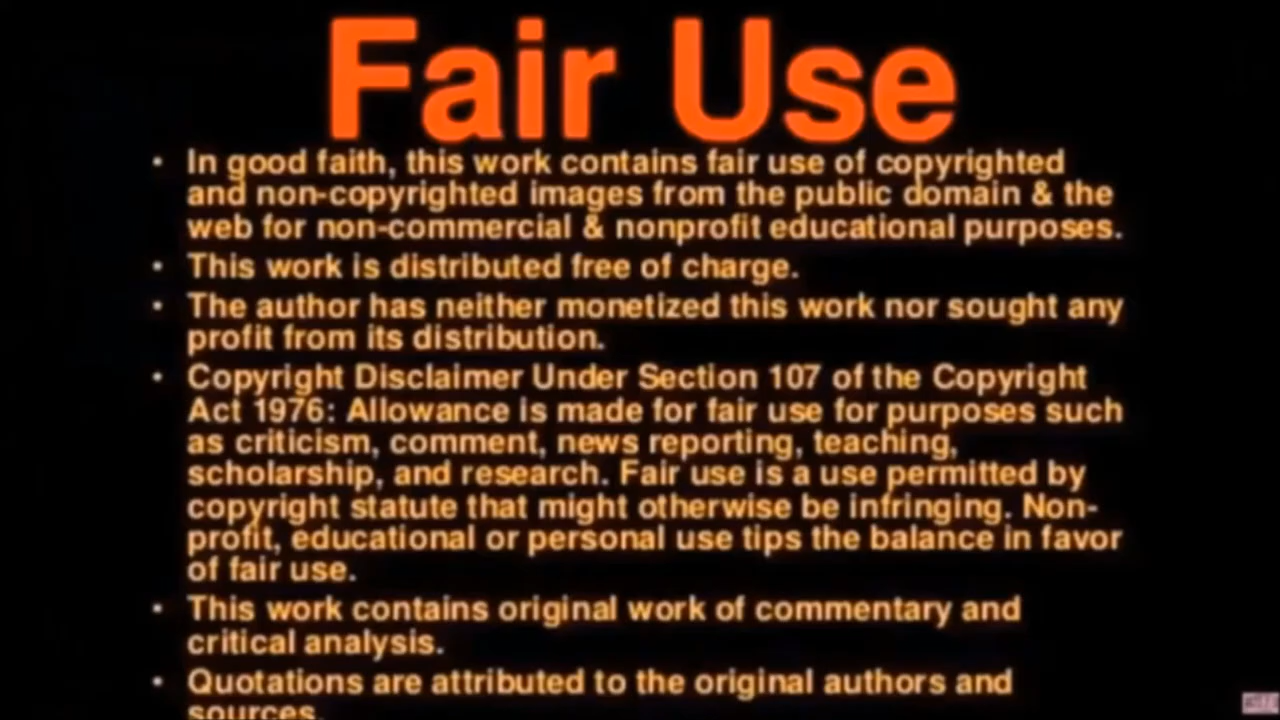 Fair Use
• In good faith, this work contains fair use of copyrighted
and non-copyrighted images from the public domain & the
web for non-commercial & nonprofit educational purposes.
• This work is distributed free of charge.
• The author has neither monetized this work nor sought any
profit from its distribution.
• Copyright Disclaimer Under Section 107 of the Copyright
Act 1976: Allowance is made for fair use for purposes such
as criticism, comment, news reporting, teaching,
scholarship, and research. Fair use is a use permitted by
copyright statute that might otherwise be infringing. Non-
profit, educational or personal use tips the balance in favor
of fair use.
• This work contains original work of commentary and
critical analysis.
• Quotations are attributed to the original authors and
sources.